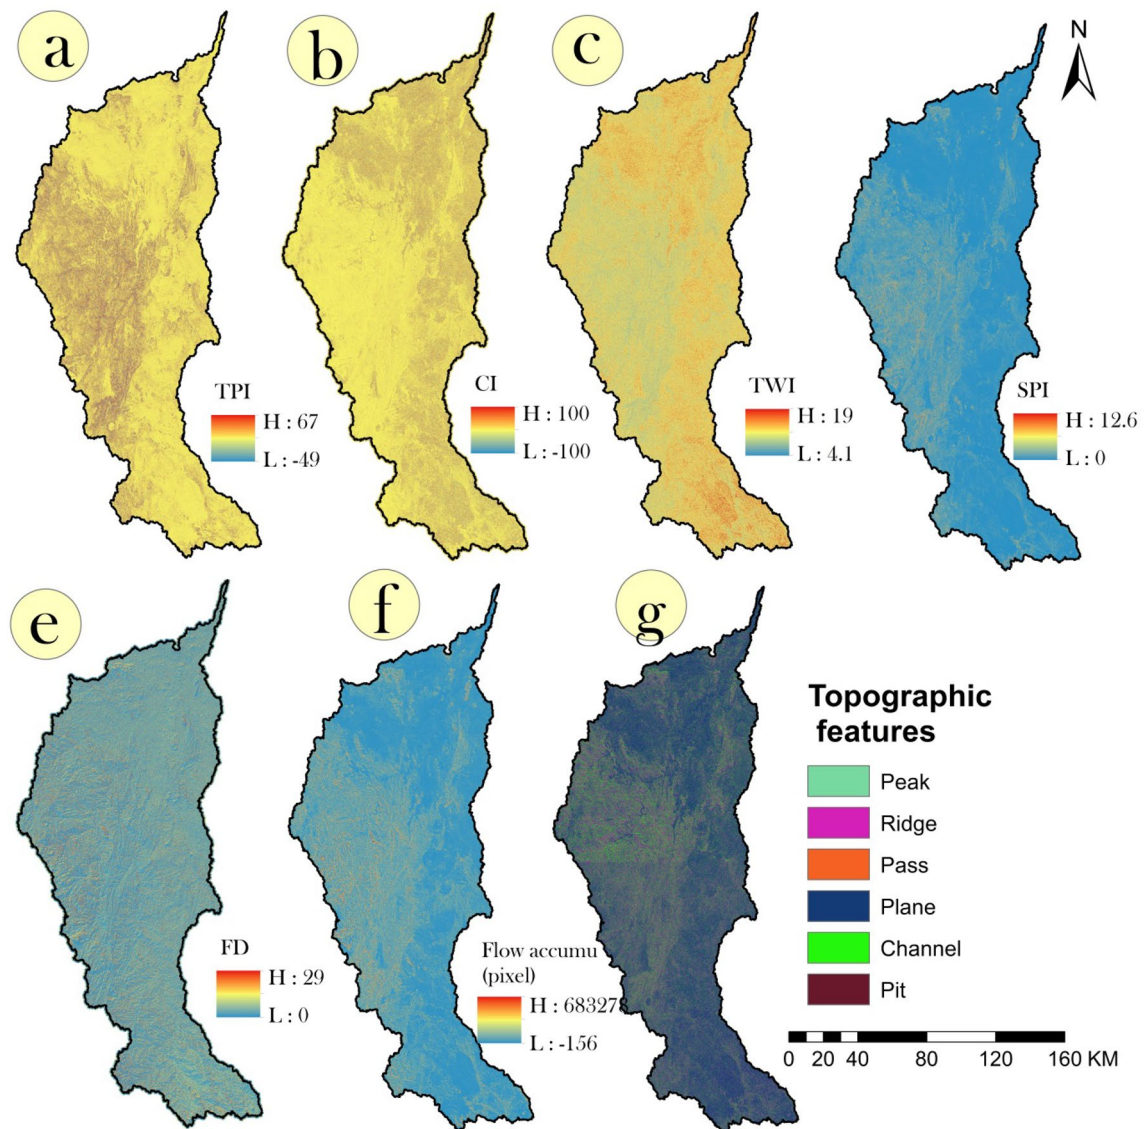 a
b
c
N
TPI
H : 67
L : -49
CI
H : 100
L : -100
TWI
H : 19
L : 4.1
SPI
H : 12.6
L : 0
e
f
g
FD
H : 29
L : 0
Flow accumu
(pixel)
H : 683278
L : -156
Topographic
features
Peak
Ridge
Pass
Plane
Channel
Pit
0 20 40 80 120 160 KM